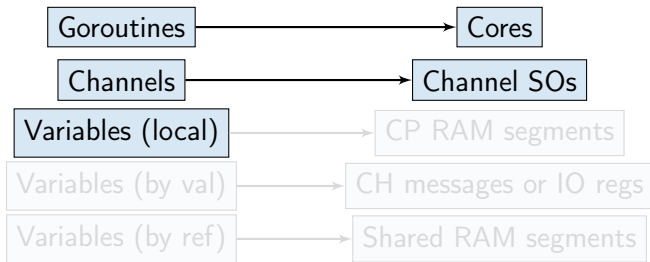 Goroutines Cores
Channels Channel SOs
Variables (local) CP RAM segments
Variables (by val) CH messages or IO regs
Variables (by ref) Shared RAM segments